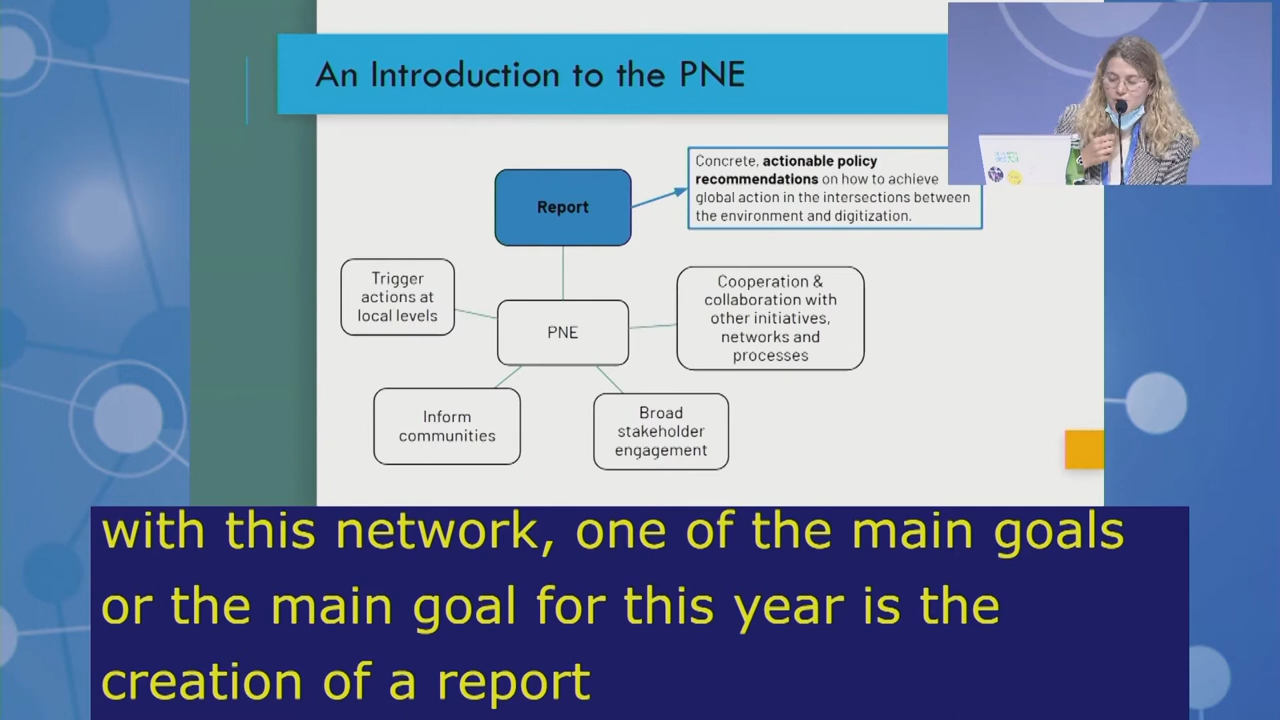 An Introduction to the PNE
Report
Concrete, actionable policy
recommendations on how to achieve
global action in the intersections between
the environment and digitization.
Trigger
actions at
local levels
PNE
Cooperation &
collaboration with
other initiatives,
networks and
processes
Inform
communities
Broad
stakeholder
engagement
with this network, one of the main goals
or the main goal for this year is the
creation of a report